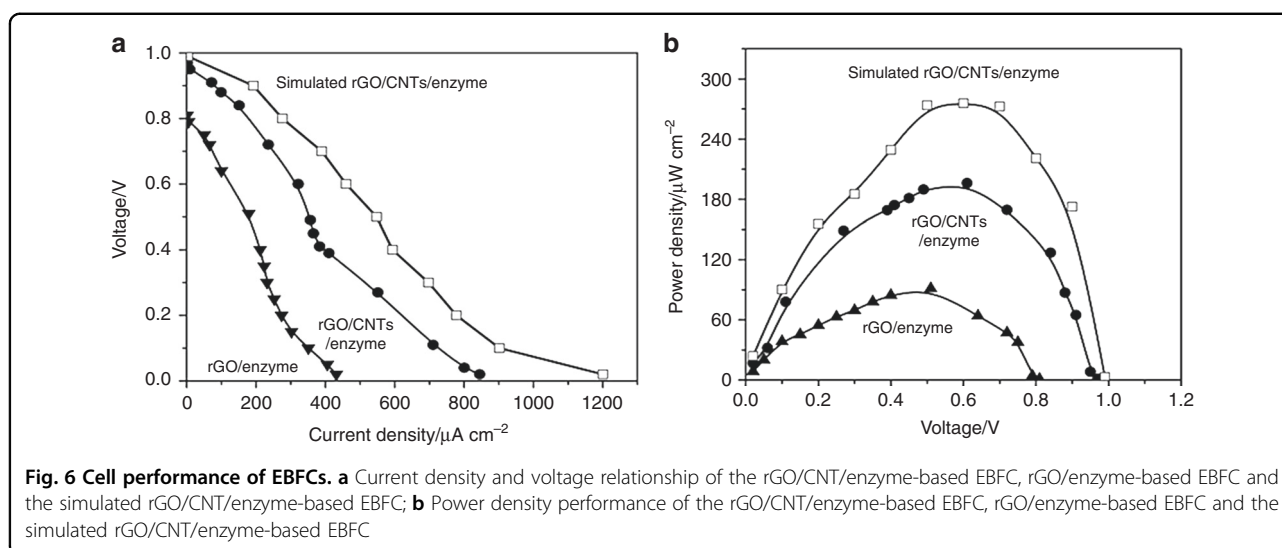 a
1.0
0.8
0.6
0.4
0.2
0.0
Voltage/V
Simulated rGO/CNTs/enzyme
rGO/CNTs
/enzyme
rGO/enzyme
0 200 400 600 800 1000 1200
Current density/μA cm⁻²
b
300
240
180
120
60
0
Power density/μW cm⁻²
Simulated rGO/CNTs/enzyme
rGO/CNTs
/enzyme
rGO/enzyme
0.0 0.2 0.4 0.6 0.8 1.0 1.2
Voltage/V
Fig. 6 Cell performance of EBFCs. a Current density and voltage relationship of the rGO/CNT/enzyme-based EBFC, rGO/enzyme-based EBFC and
the simulated rGO/CNT/enzyme-based EBFC; b Power density performance of the rGO/CNT/enzyme-based EBFC, rGO/enzyme-based EBFC and the
simulated rGO/CNT/enzyme-based EBFC